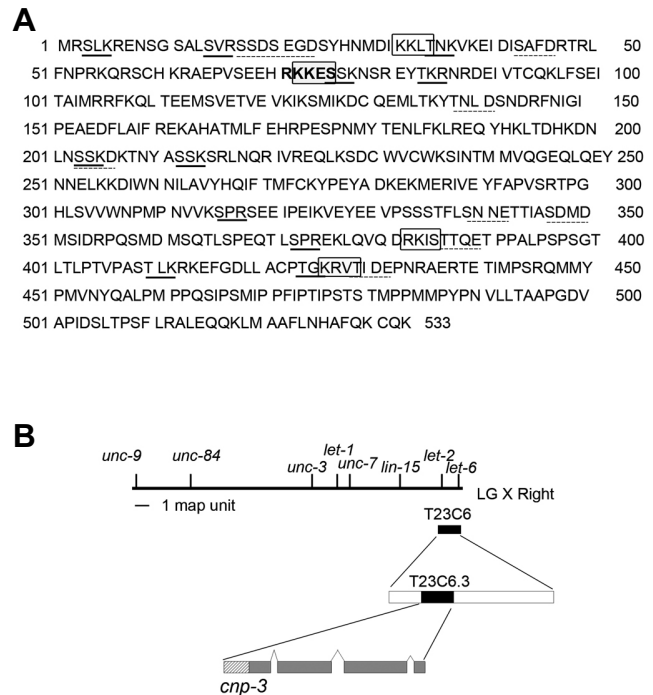 A
1 MRSLKRENSG SALSVRSSDS EGDSYHNMDI KKLTNKVKEI DISAFDRTRL 50
51 FNPRKQRSCH KRAEPVSEEH RKKESSKNSR EYTKRNRDEI VTCQKLFSEI 100
101 TAIMRRFKQL TEEMSVETVE VKIKSMIKDC QEMLTKYTNL DSNDRFNIGI 150
151 PEAEDFLAIF REKAHATMLF EHRPESPNMY TENLFKLREQ YHKLTDHKDN 200
201 LNSSKDKTNY ASSKSRLNQR IVREQLKSDC WVCWKSINTM MVQGEQLQEY 250
251 NNELKKDIWN NILAVYHQIF TMFCKYPEYA DKEKMERIVE YFAPVSRTPG 300
301 HLSVVWNPMP NVVKSPRSEE IPEIKVEYEE VPSSSTFLSN NETTIASDMD 350
351 MSIDRPQSMD MSQTLSPEQT LSPREKLQVQ DRKISTTQET PPALPSPSGT 400
401 LTLPTVPAST TLKRKEFGDLL ACPTGKRVTI DEPNRAERTE TIMPSRQMMY 450
451 PMVNYQALPM PPQSIPSMIP PFIPTIPSTS TMPPMMPYPN VLLTAAPGDV 500
501 APIDSLTPSF LRALEQQKLM AAFLNHAFQK CQK 533
B
unc-9 unc-84 unc-3 let-1 unc-7 lin-15 let-2 let-6
1 map unit
LG X Right
T23C6
T23C6.3
cnp-3